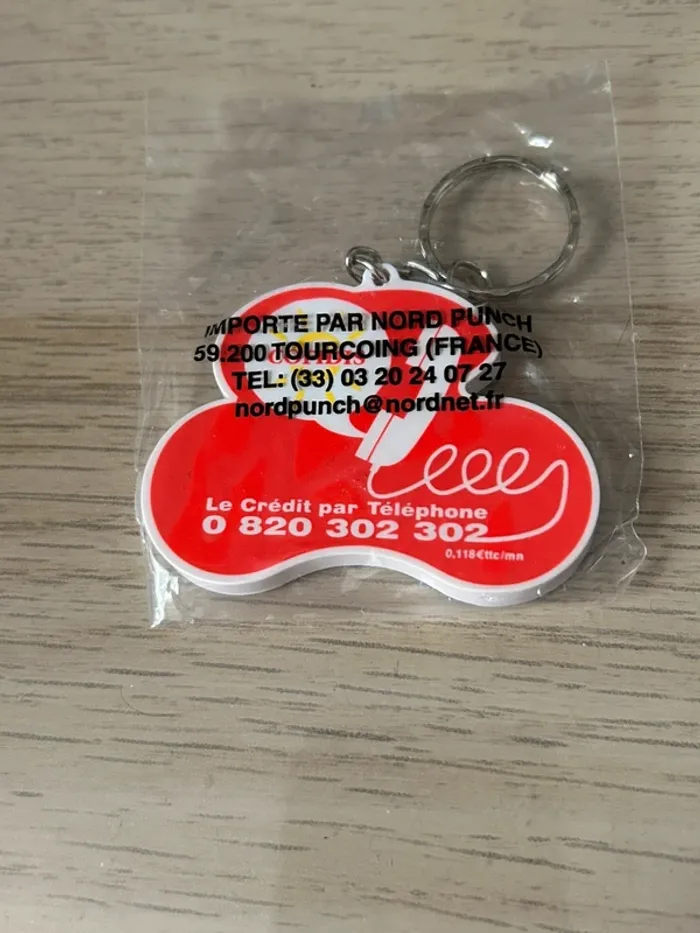 IMPORTE PAR NORD PUNCH
59.200 TOURCOING (FRANCE)
COFIDIS
TEL: (33) 03 20 24 07 27
nordpunch@nordnet.fr
Le Crédit par Téléphone
0 820 302 302
0,118€ttc/mn